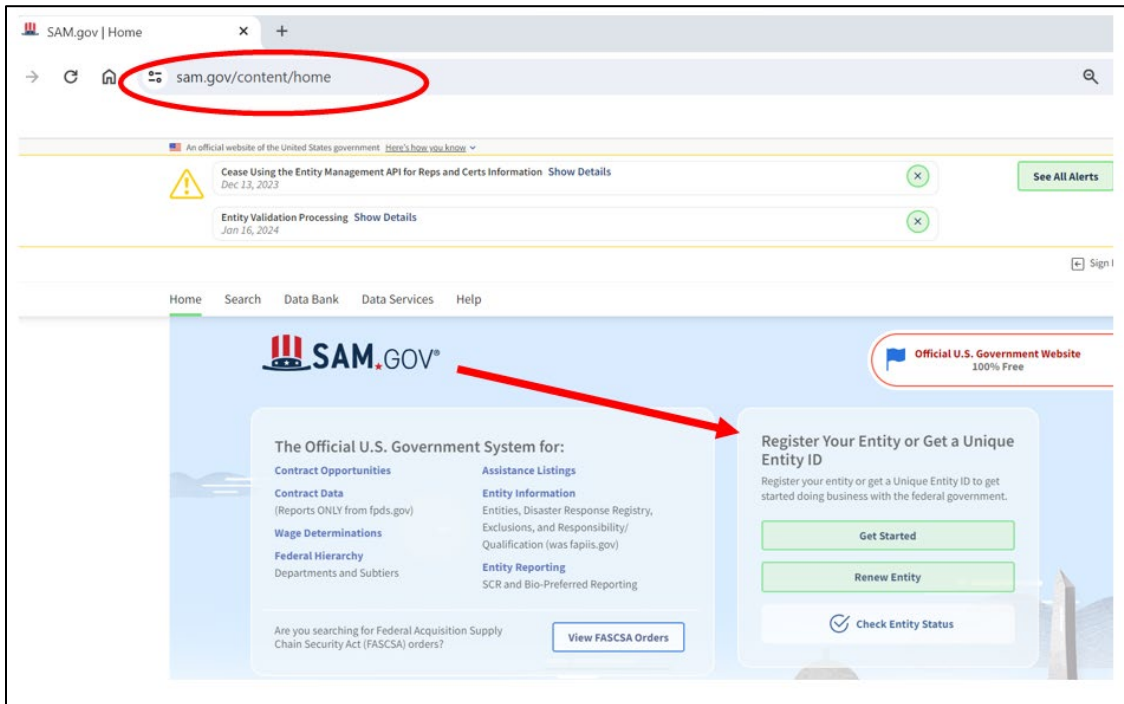 SAM.gov | Home
sam.gov/content/home
An official website of the United States government Here's how you know
Cease Using the Entity Management API for Reps and Certs Information Show Details
Dec 13, 2023
See All Alerts
Entity Validation Processing Show Details
Jan 16, 2024
Sign
Home Search Data Bank Data Services Help
SAM.GOV®
Official U.S. Government Website
100% Free
The Official U.S. Government System for:
Contract Opportunities
Contract Data
(Reports ONLY from fpds.gov)
Wage Determinations
Federal Hierarchy
Departments and Subtiers
Assistance Listings
Entity Information
Entities, Disaster Response Registry,
Exclusions, and Responsibility/
Qualification (was fapiis.gov)
Entity Reporting
SCR and Bio-Preferred Reporting
Are you searching for Federal Acquisition Supply
Chain Security Act (FASCSA) orders?
View FASCSA Orders
Register Your Entity or Get a Unique
Entity ID
Register your entity or get a Unique Entity ID to get
started doing business with the federal government.
Get Started
Renew Entity
Check Entity Status